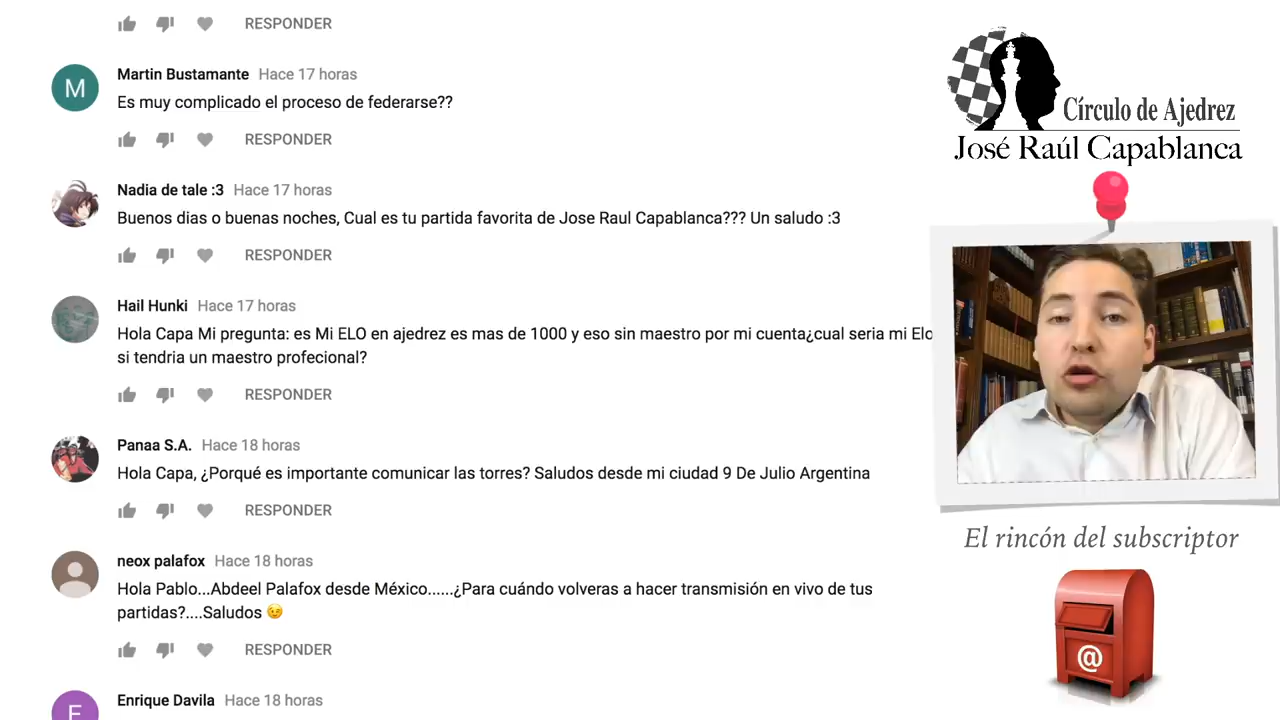 RESPONDER
M
Martin Bustamante Hace 17 horas
Es muy complicado el proceso de federarse??
RESPONDER
Nadia de tale :3 Hace 17 horas
Buenos dias o buenas noches, Cual es tu partida favorita de Jose Raul Capablanca??? Un saludo :3
RESPONDER
Hail Hunki Hace 17 horas
Hola Capa Mi pregunta: es Mi ELO en ajedrez es mas de 1000 y eso sin maestro por mi cuenta¿cual seria mi Elo
si tendria un maestro profecional?
RESPONDER
Panaa S.A. Hace 18 horas
Hola Capa, ¿Porqué es importante comunicar las torres? Saludos desde mi ciudad 9 De Julio Argentina
RESPONDER
neox palafox Hace 18 horas
Hola Pablo...Abdeel Palafox desde México......¿Para cuándo volveras a hacer transmisión en vivo de tus
partidas?....Saludos 😉
RESPONDER
E
Enrique Davila Hace 18 horas
Círculo de Ajedrez
José Raúl Capablanca
El rincón del subscriptor
@